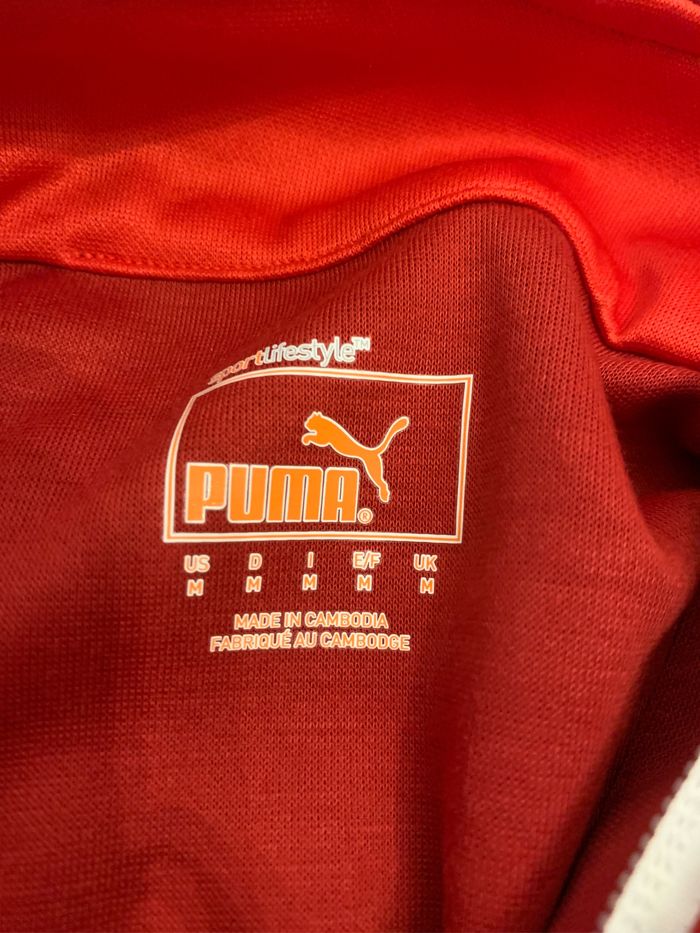 sportlifestyle™
PUMA®
US D I E/F UK
M M M M M
MADE IN CAMBODIA
FABRIQUÉ AU CAMBODGE